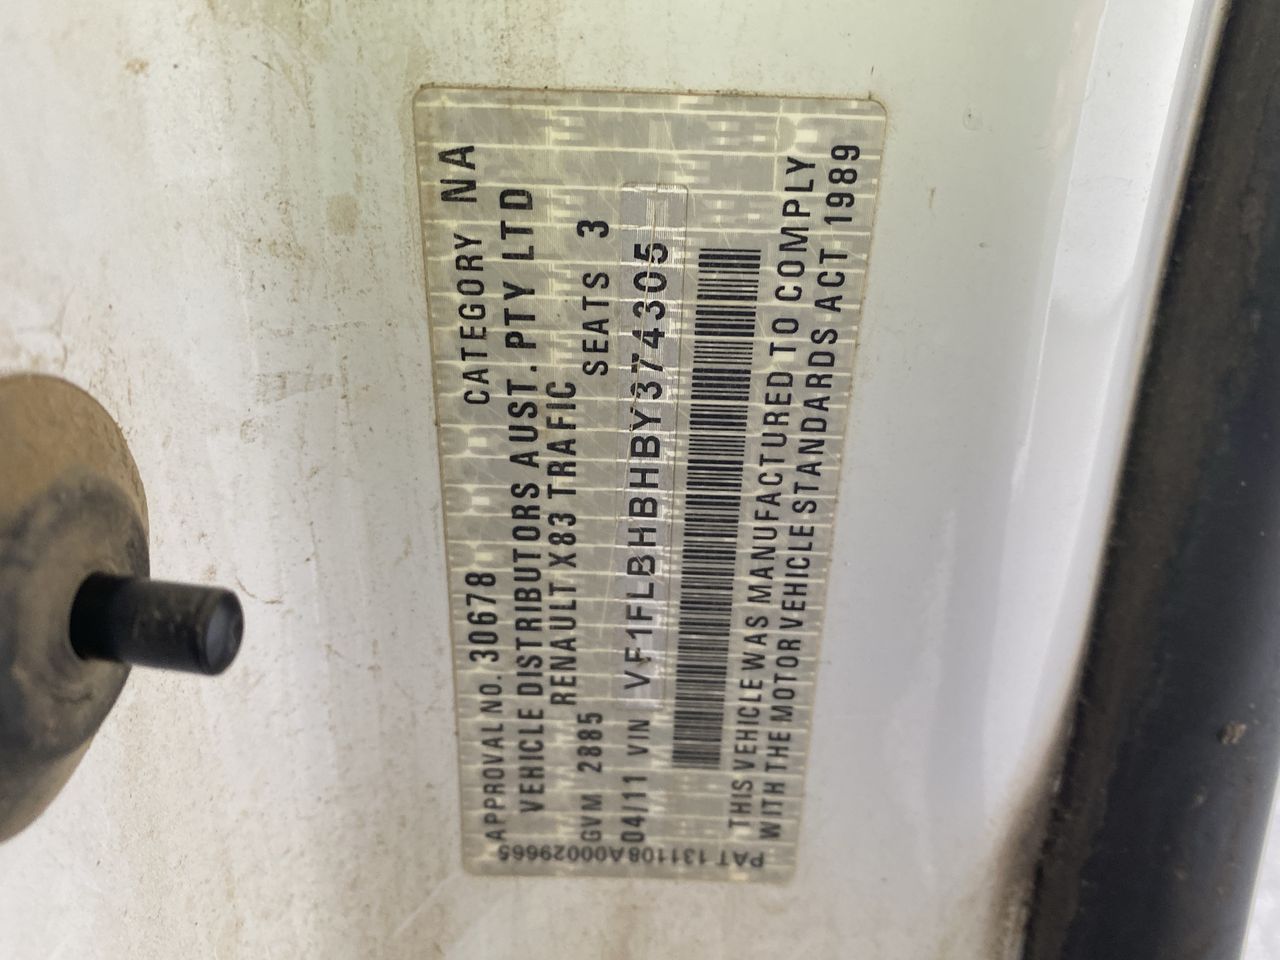 APPROVAL NO. 30678 CATEGORY NA
VEHICLE DISTRIBUTORS AUST. PTY LTD
RENAULT X83 TRAFIC
GVM 2885 SEATS 3
04/11 VIN VF1FLBHBHBY374305
THIS VEHICLE WAS MANUFACTURED TO COMPLY
WITH THE MOTOR VEHICLE STANDARDS ACT 1989
PAT 131108A000029665